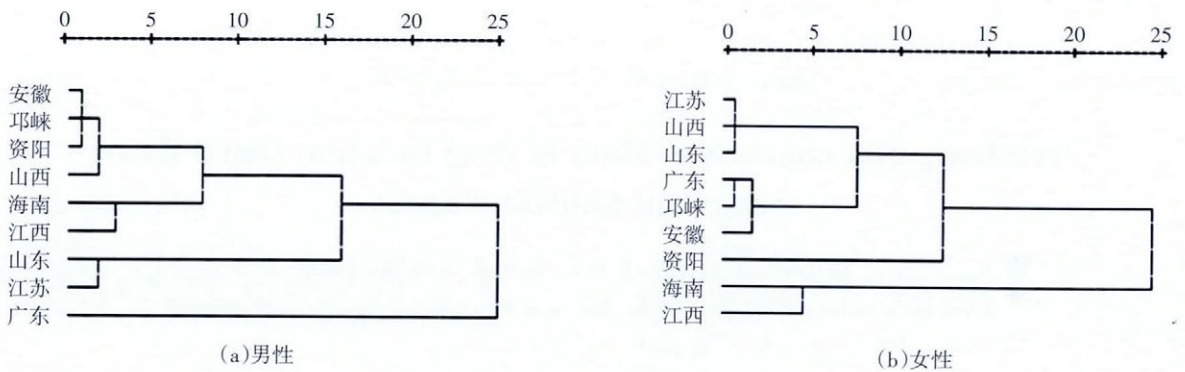 0 5 10 15 20 25
安徽
邛崃
资阳
山西
海南
江西
山东
江苏
广东
(a)男性
0 5 10 15 20 25
江苏
山西
山东
广东
邛崃
安徽
资阳
海南
江西
(b)女性